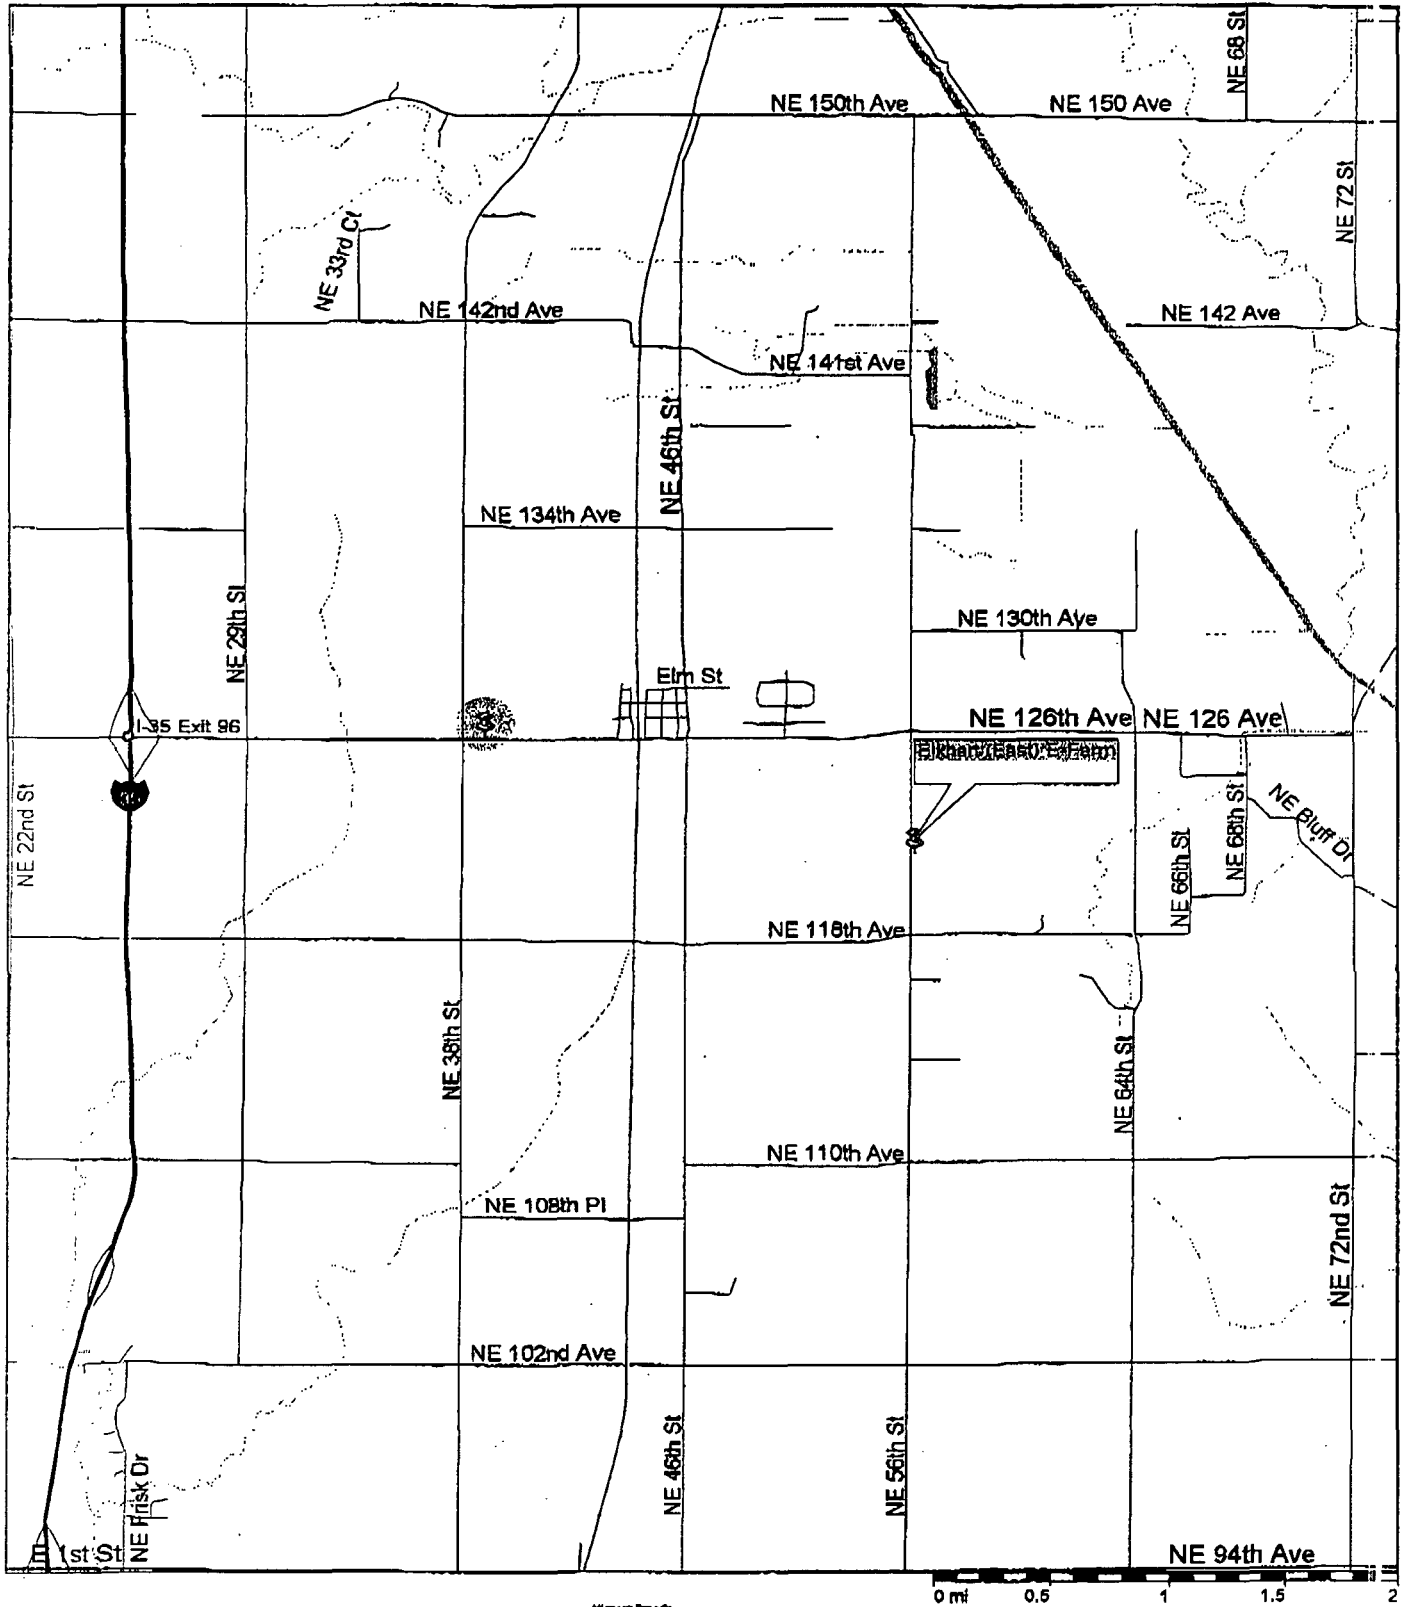 NE 68 St
NE 150th Ave
NE 150 Ave
NE 72 St
NE 33rd Ct
NE 142nd Ave
NE 142 Ave
NE 141st Ave
NE 46th St
NE 134th Ave
NE 29th St
NE 130th Ave
Elm St
I-35 Exit 96
NE 126th Ave
NE 126 Ave
Elkhart (East) E-Farm
NE 22nd St
NE Bluff Dr
NE 68th St
NE 66th St
NE 118th Ave
NE 38th St
NE 64th St
NE 110th Ave
NE 108th Pl
NE 72nd St
NE 102nd Ave
NE 46th St
NE 56th St
NE Frisk Dr
E 1st St
NE 94th Ave
0 mi 0.5 1 1.5 2